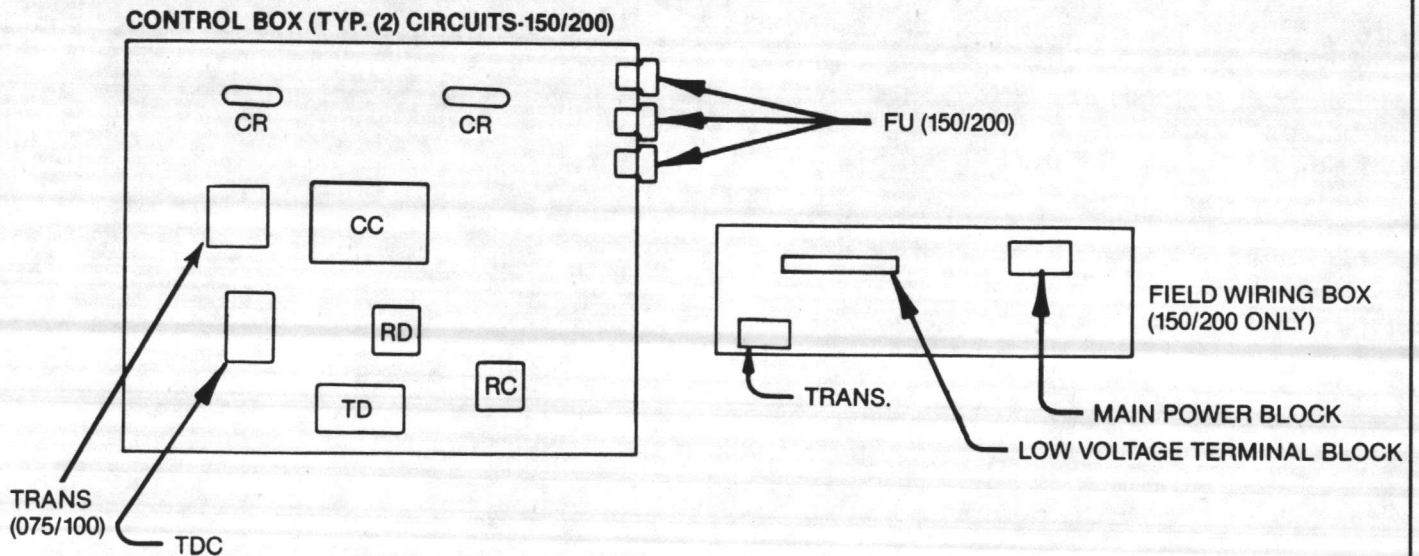 CONTROL BOX (TYP. (2) CIRCUITS-150/200)
CR
CR
FU (150/200)
CC
RD
RC
TD
TRANS
(075/100)
TDC
FIELD WIRING BOX
(150/200 ONLY)
TRANS.
MAIN POWER BLOCK
LOW VOLTAGE TERMINAL BLOCK